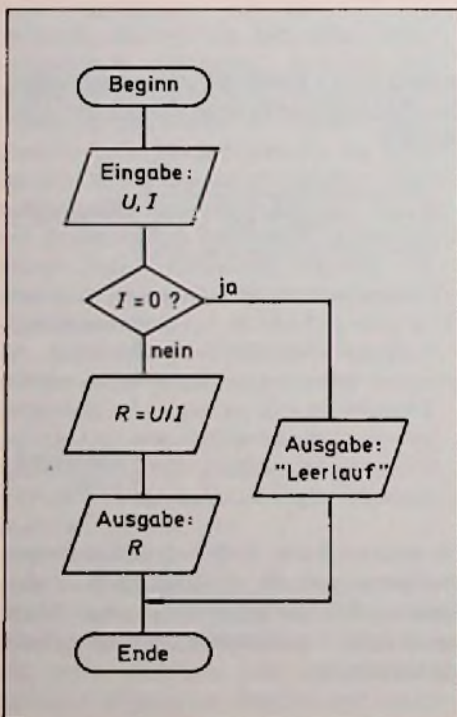 Beginn
Eingabe:
U, I
I = 0 ?
ja
nein
R = U/I
Ausgabe:
"Leerlauf"
Ausgabe:
R
Ende